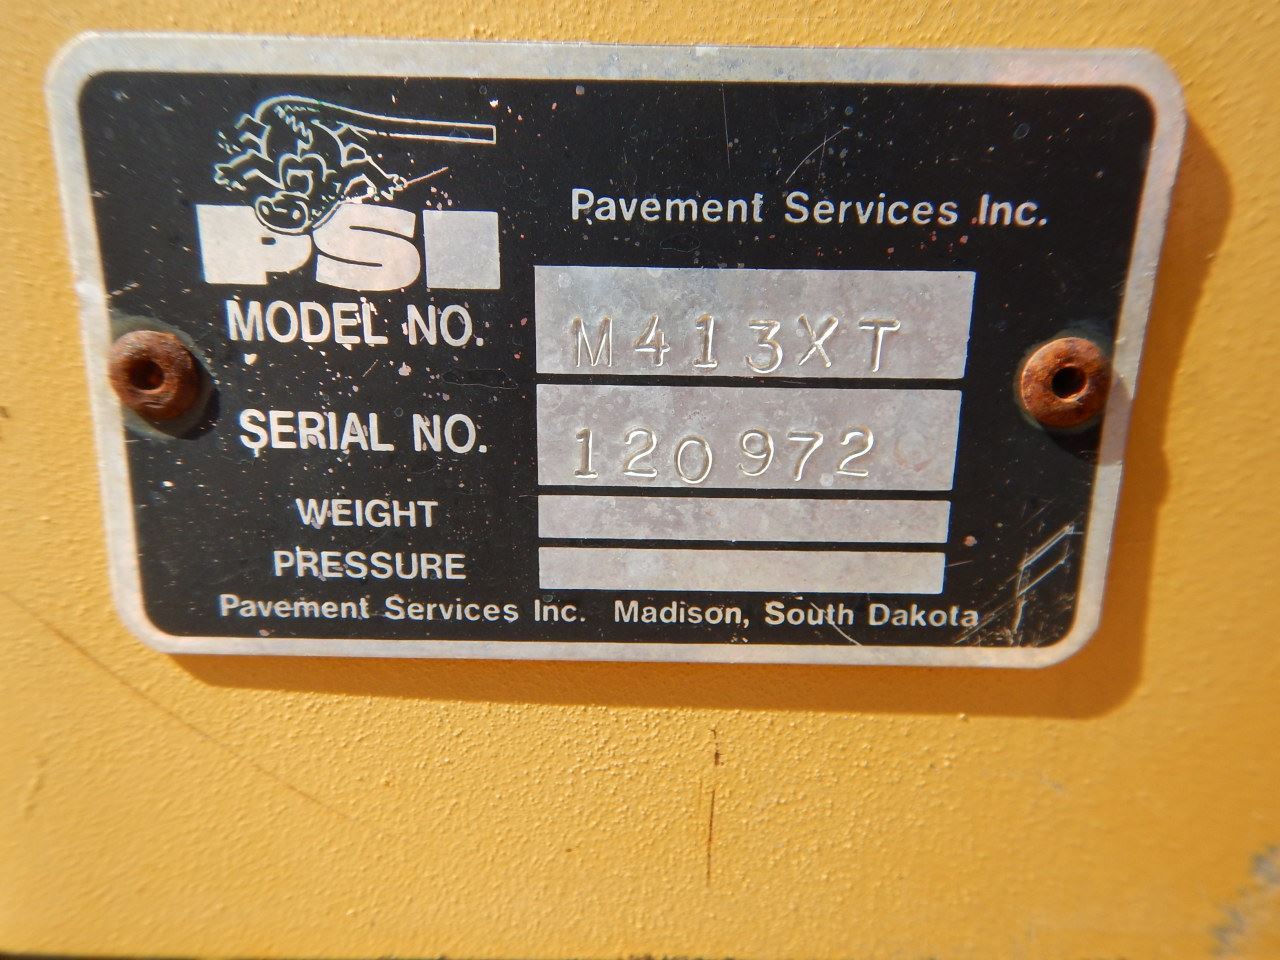 PSI
Pavement Services Inc.
MODEL NO. M413XT
SERIAL NO. 120972
WEIGHT
PRESSURE
Pavement Services Inc. Madison, South Dakota